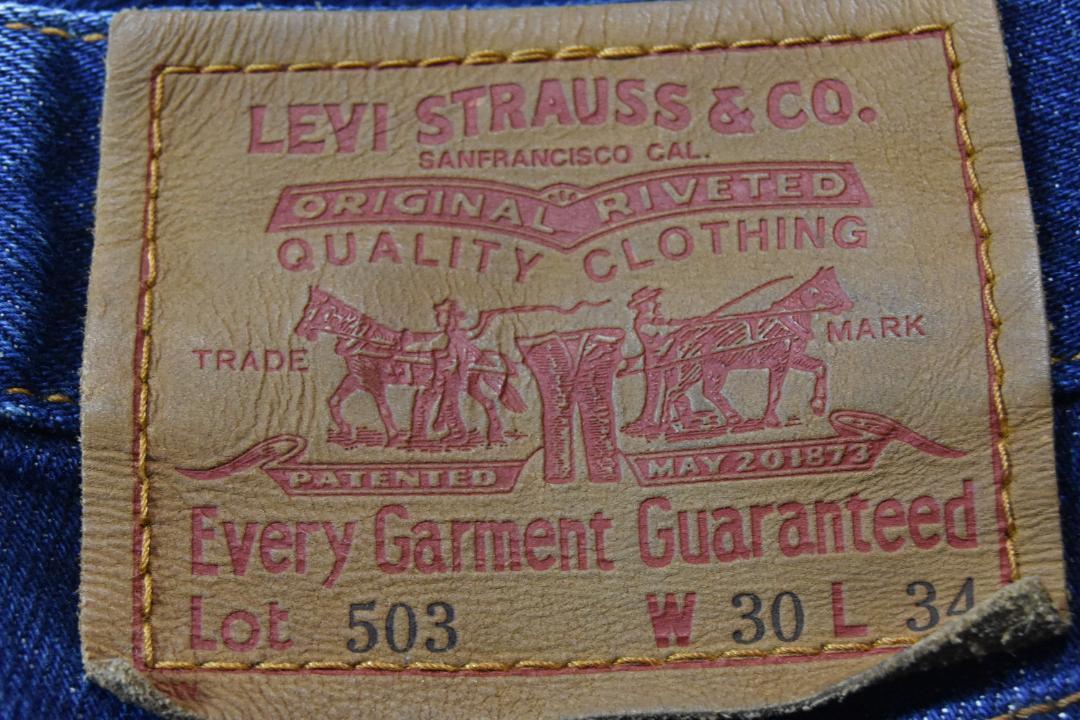 LEVI STRAUSS & CO.
SANFRANCISCO CAL.
ORIGINAL RIVETED
QUALITY CLOTHING
TRADE MARK
PATENTED MAY 201873
Every Garment Guaranteed
Lot 503 W 30 L 34